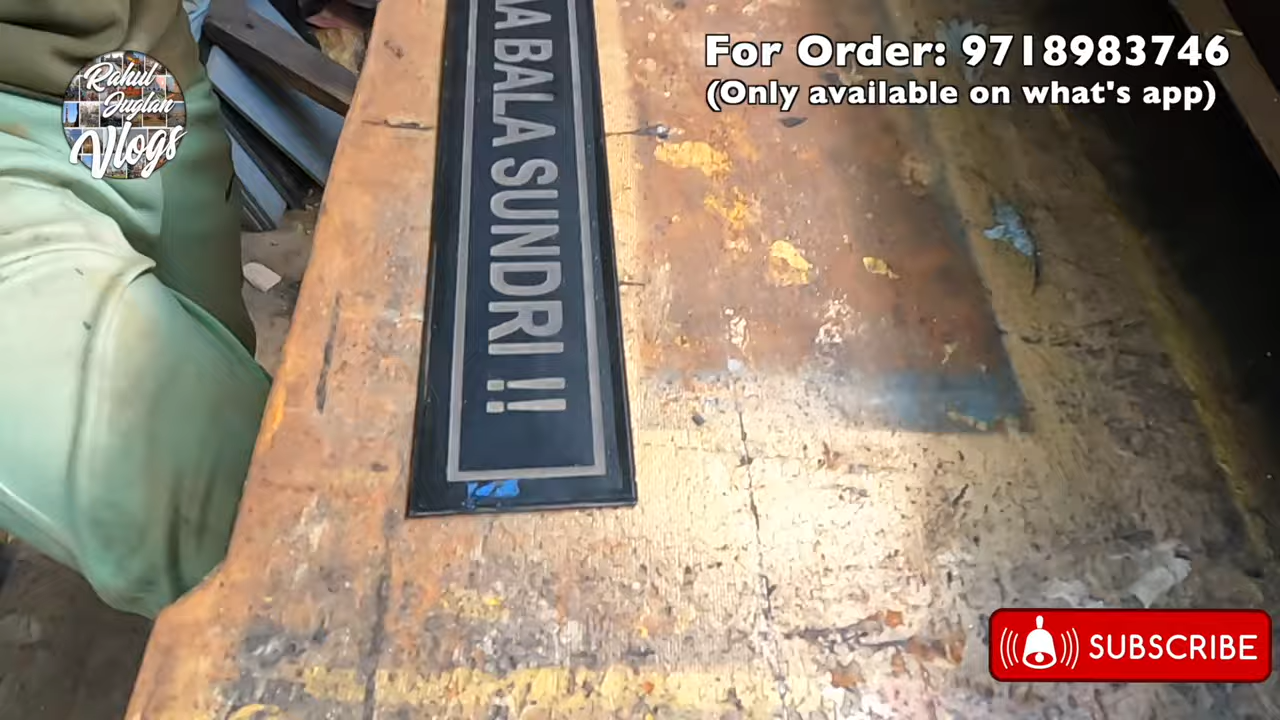 Rahul
Juglan
Vlogs
For Order: 9718983746
(Only available on what's app)
BALA SUNDRI !!
SUBSCRIBE